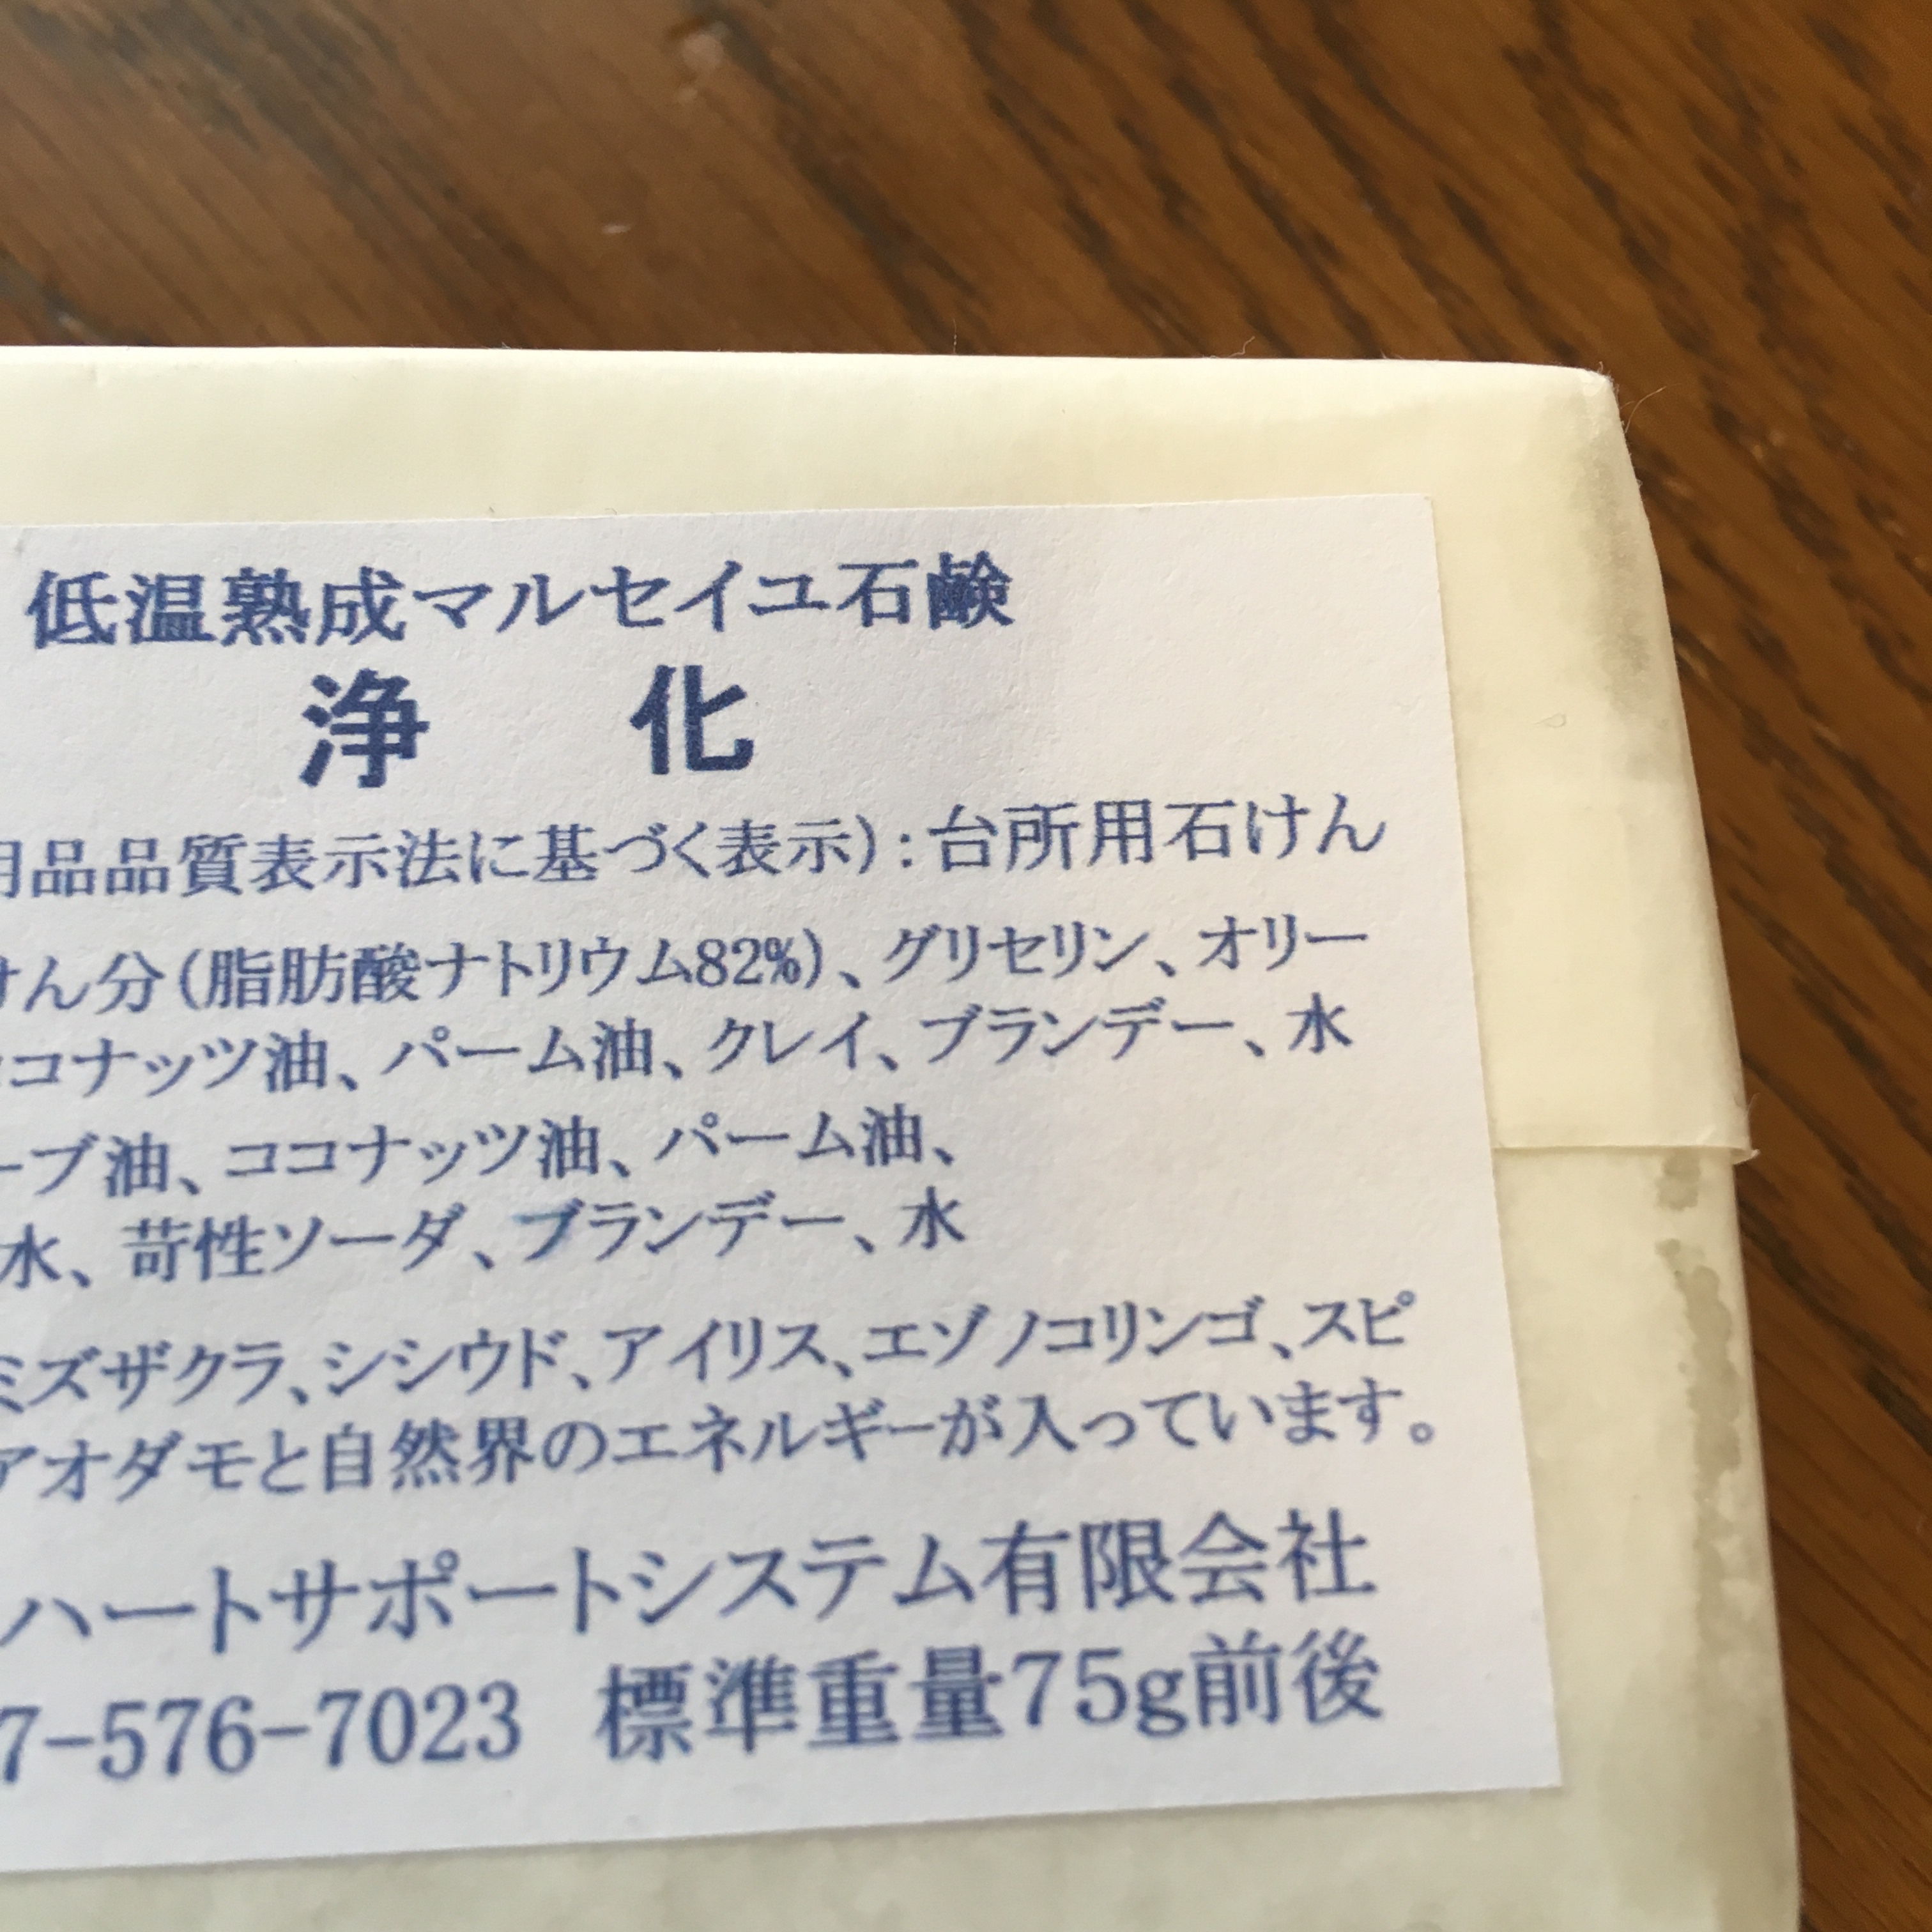 低温熟成マルセイユ石鹸
浄 化
用品品質表示法に基づく表示)：台所用石けん
けん分(脂肪酸ナトリウム82%)、グリセリン、オリー
ココナッツ油、パーム油、クレイ、ブランデー、水
ーブ油、ココナッツ油、パーム油、
水、苛性ソーダ、ブランデー、水
ミズザクラ、シシウド、アイリス、エゾノコリンゴ、スピ
アオダモと自然界のエネルギーが入っています。
ハートサポートシステム有限会社
7-576-7023 標準重量75g前後